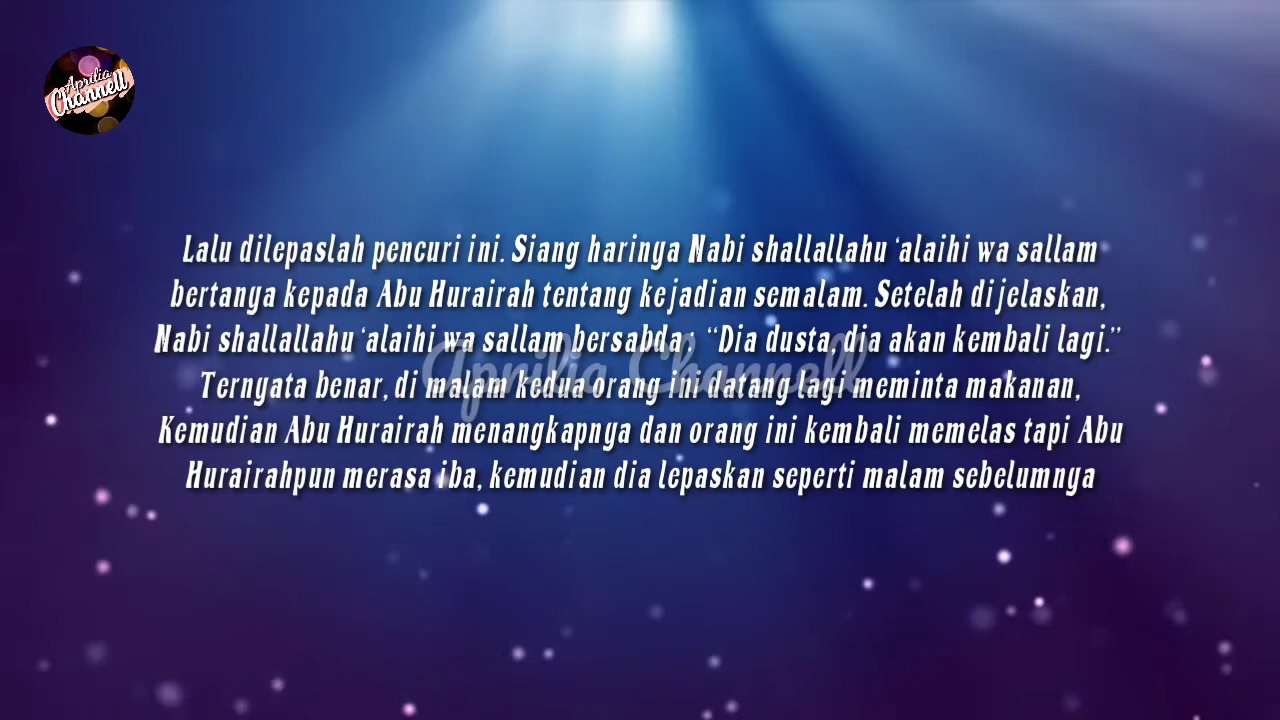 Aprilia
Channell
Lalu dilepaslah pencuri ini. Siang harinya Nabi shallallahu ‘alaihi wa sallam
bertanya kepada Abu Hurairah tentang kejadian semalam. Setelah dijelaskan,
Nabi shallallahu ‘alaihi wa sallam bersabda : “Dia dusta, dia akan kembali lagi.”
Aprilia Channell
Ternyata benar, di malam kedua orang ini datang lagi meminta makanan,
Kemudian Abu Hurairah menangkapnya dan orang ini kembali memelas tapi Abu
Hurairahpun merasa iba, kemudian dia lepaskan seperti malam sebelumnya